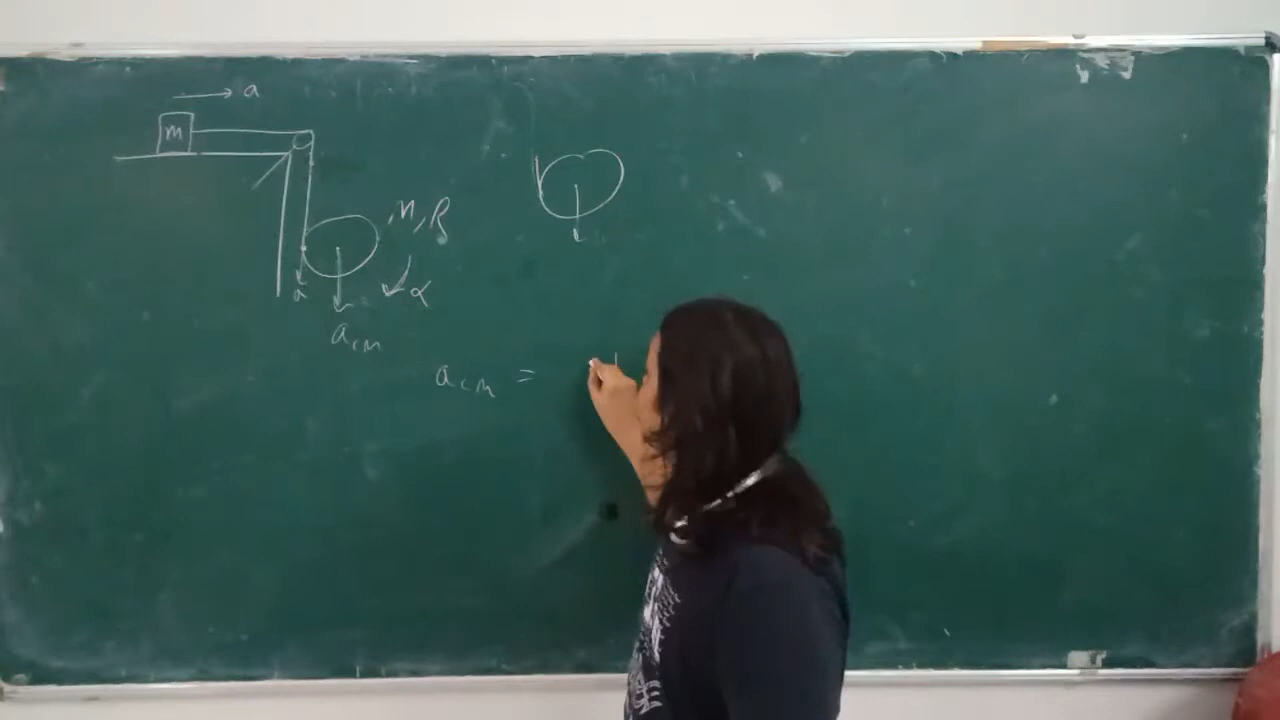 a
m
M, R
a
α
a_cm
a_cm =